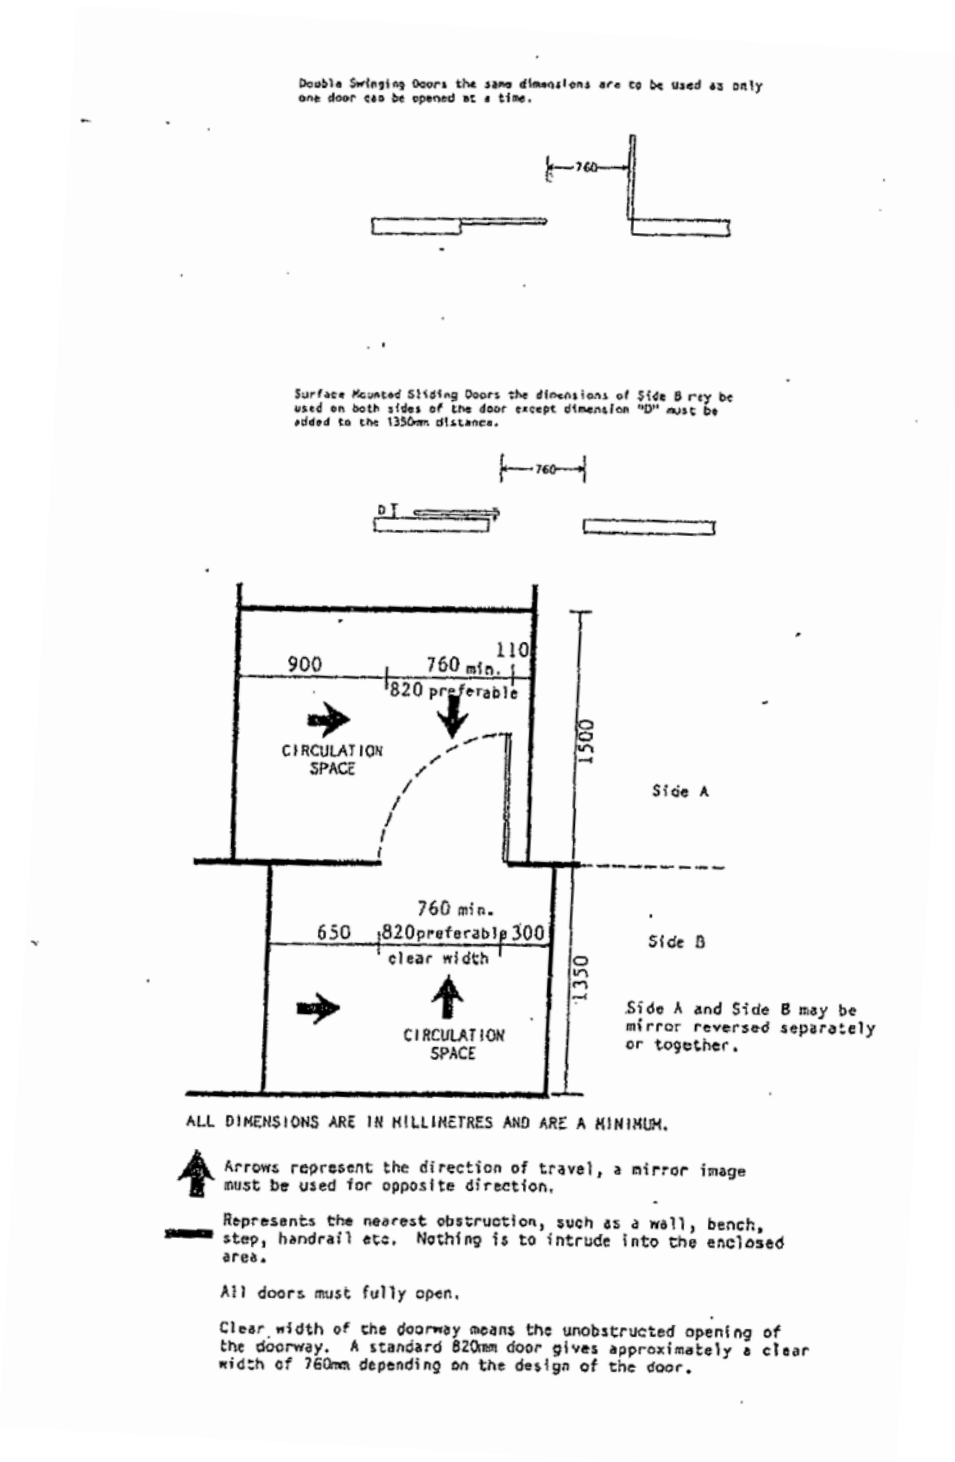 Double Swinging Doors the same dimensions are to be used as only
one door can be opened at a time.
760
Surface Mounted Sliding Doors the dimensions of Side B may be
used on both sides of the door except dimension "D" must be
added to the 1350mm distance.
760
D
110
900 760 min.
820 preferable
CIRCULATION
SPACE
1500
Side A
760 min.
650 820preferable 300
clear width
Side B
1350
CIRCULATION
SPACE
Side A and Side B may be
mirror reversed separately
or together.
ALL DIMENSIONS ARE IN MILLIMETRES AND ARE A MINIMUM.
Arrows represent the direction of travel, a mirror image
must be used for opposite direction.
Represents the nearest obstruction, such as a wall, bench,
step, handrail etc. Nothing is to intrude into the enclosed
area.
All doors must fully open.
Clear width of the doorway means the unobstructed opening of
the doorway. A standard 820mm door gives approximately a clear
width of 760mm depending on the design of the door.